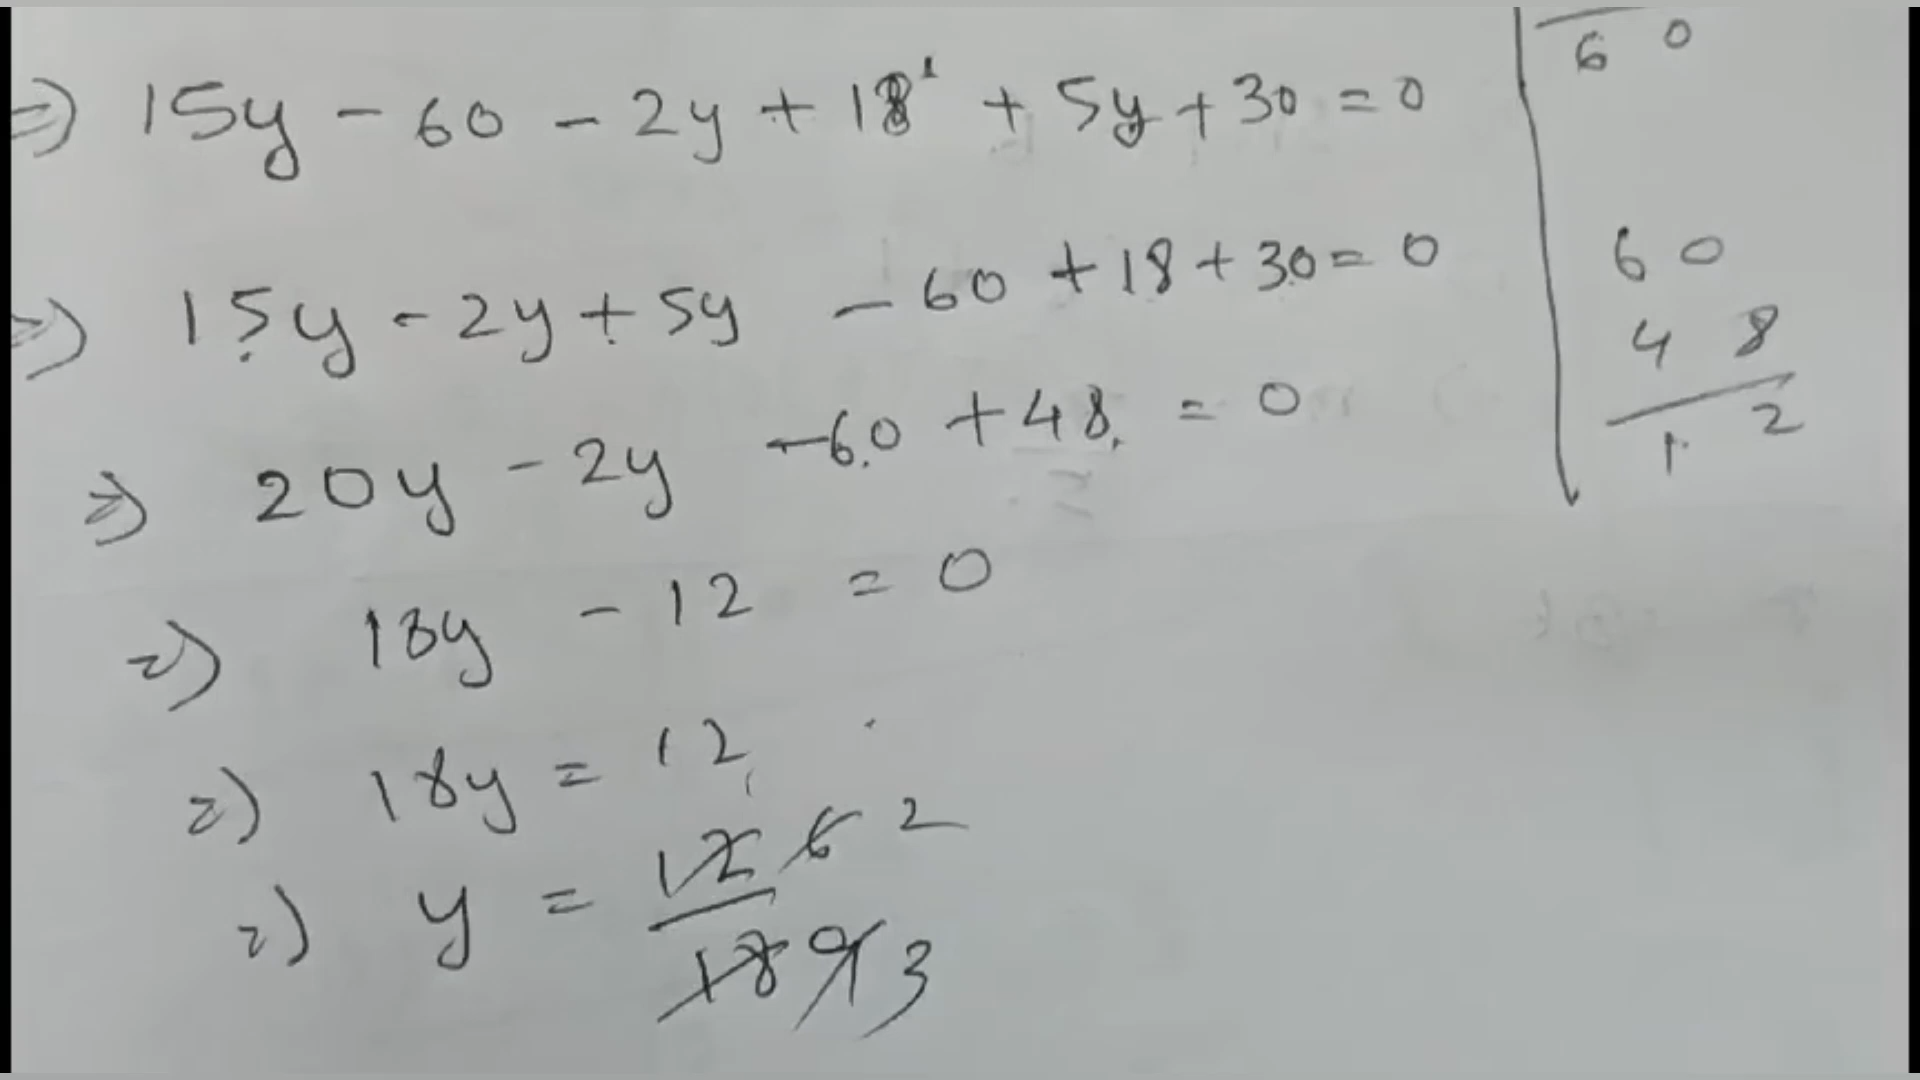 ⇒ 15y - 60 - 2y + 18 + 5y + 30 = 0
⇒ 15y - 2y + 5y - 60 + 18 + 30 = 0
⇒ 20y - 2y - 60 + 48 = 0
⇒ 18y - 12 = 0
⇒ 18y = 12
⇒ y = 12 6 2
18 9 3
60
60
48
12